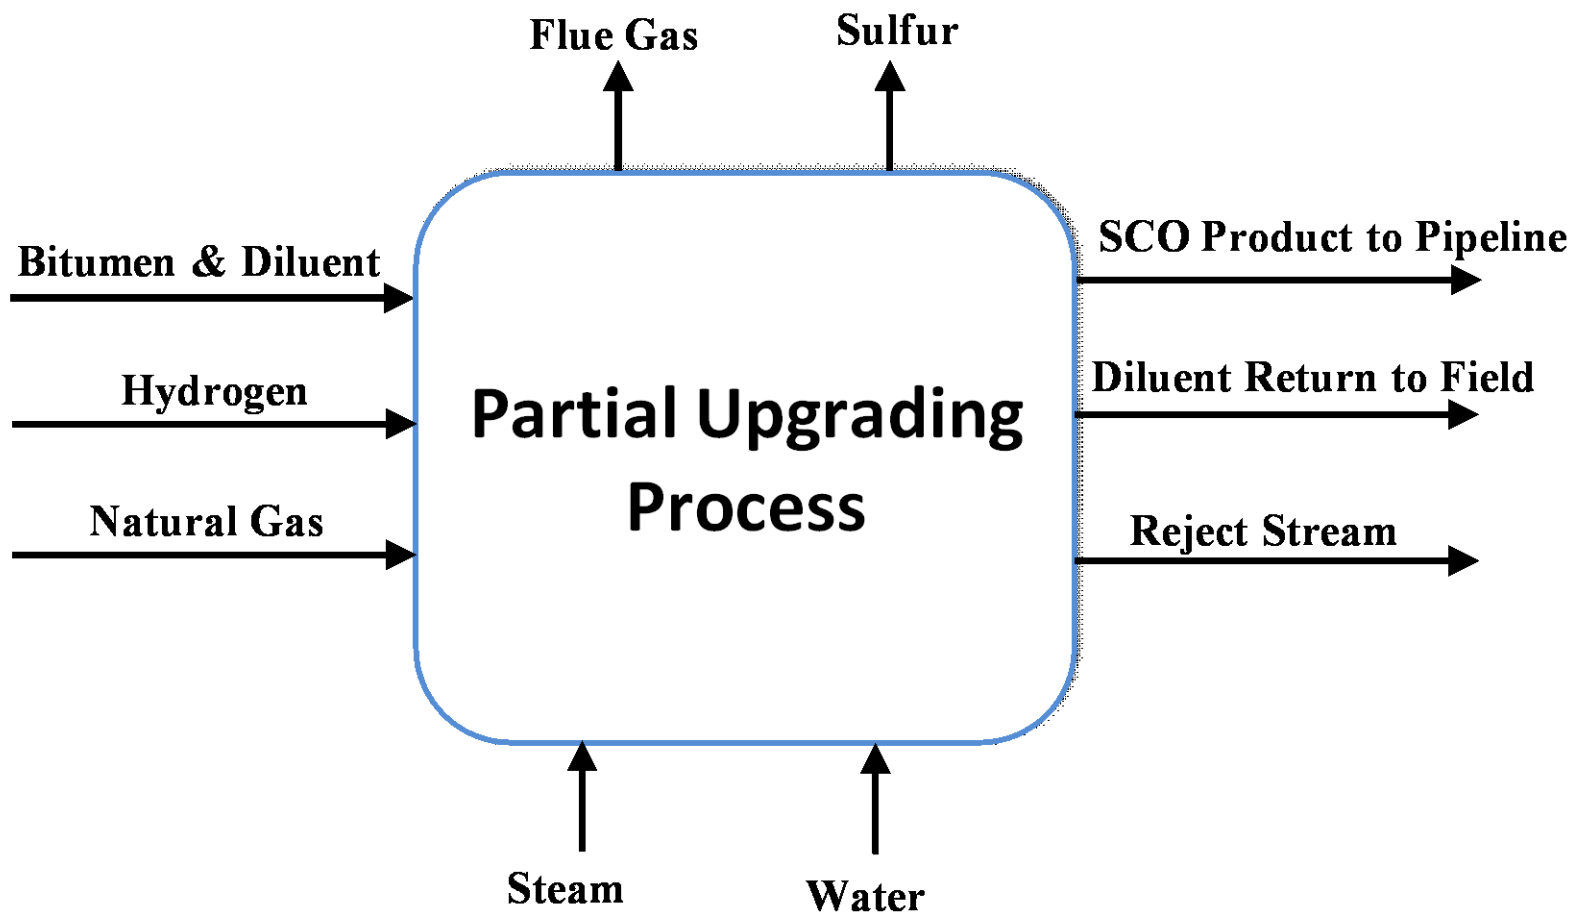 Flue Gas
Sulfur
SCO Product to Pipeline
Bitumen & Diluent
Diluent Return to Field
Hydrogen
Partial Upgrading
Process
Natural Gas
Reject Stream
Steam
Water